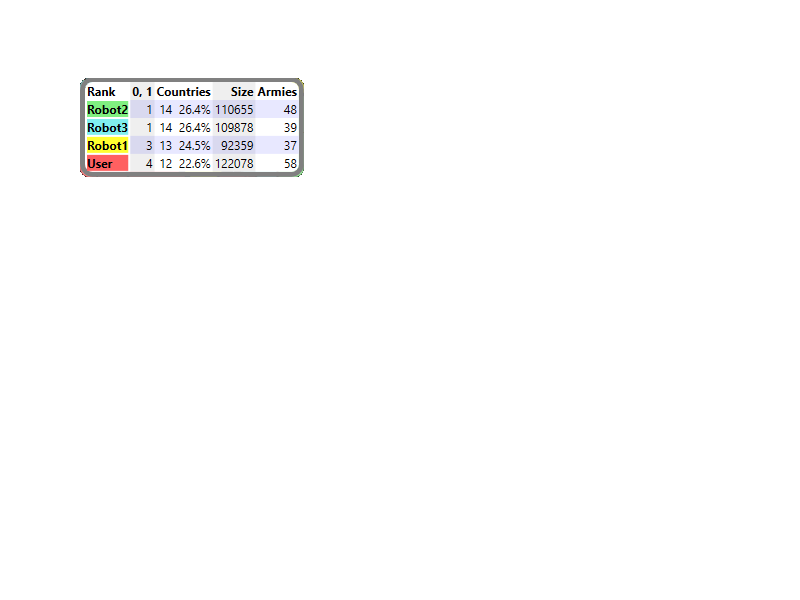 Rank 0, 1 Countries Size Armies
Robot2 1 14 26.4% 110655 48
Robot3 1 14 26.4% 109878 39
Robot1 3 13 24.5% 92359 37
User 4 12 22.6% 122078 58